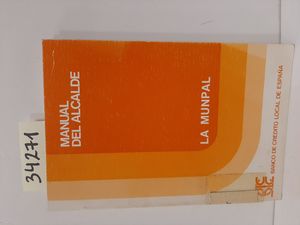 MANUAL
DEL ALCALDE
LA MUNPAL
BANCO DE CREDITO LOCAL DE ESPAÑA
34271